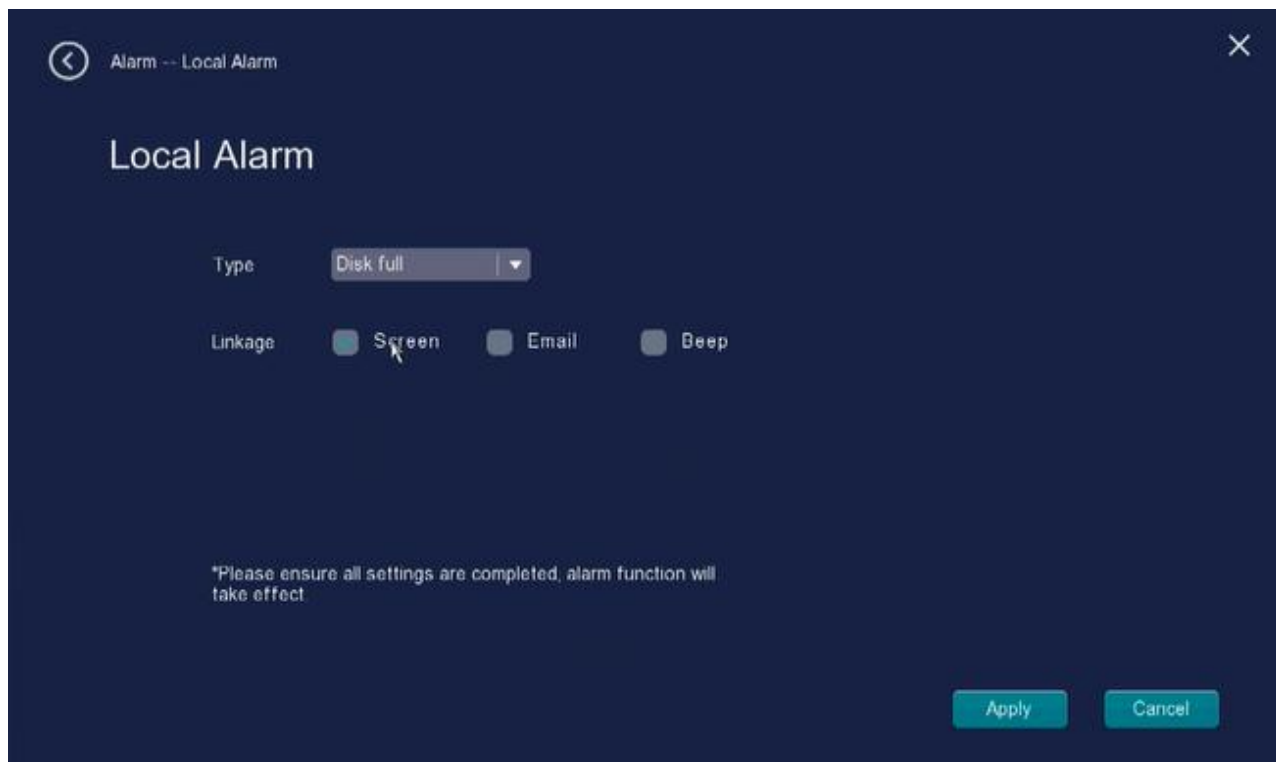 Alarm -- Local Alarm
Local Alarm
Type Disk full
Linkage Screen Email Beep
*Please ensure all settings are completed, alarm function will
take effect
Apply Cancel